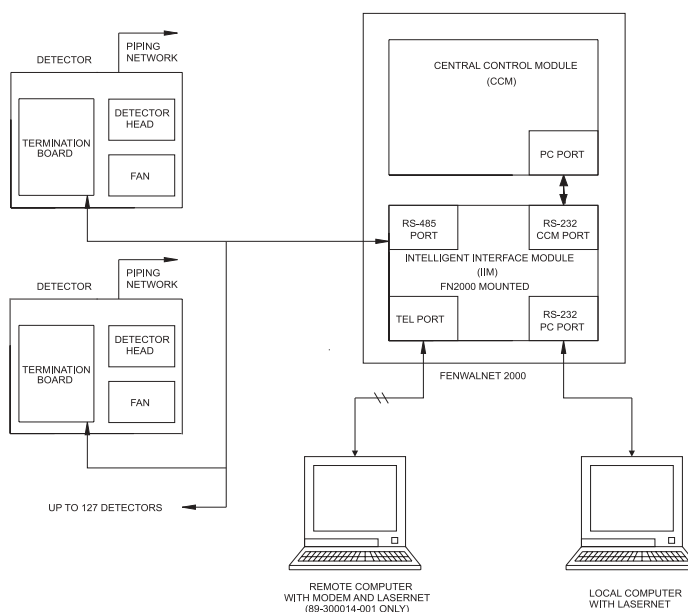 DETECTOR
PIPING
NETWORK
TERMINATION
BOARD
DETECTOR
HEAD
FAN
DETECTOR
PIPING
NETWORK
TERMINATION
BOARD
DETECTOR
HEAD
FAN
UP TO 127 DETECTORS
CENTRAL CONTROL MODULE
(CCM)
PC PORT
RS-485
PORT
RS-232
CCM PORT
INTELLIGENT INTERFACE MODULE
(IIM)
FN2000 MOUNTED
TEL PORT
RS-232
PC PORT
FENWALNET 2000
REMOTE COMPUTER
WITH MODEM AND LASERNET
(89-300014-001 ONLY)
LOCAL COMPUTER
WITH LASERNET